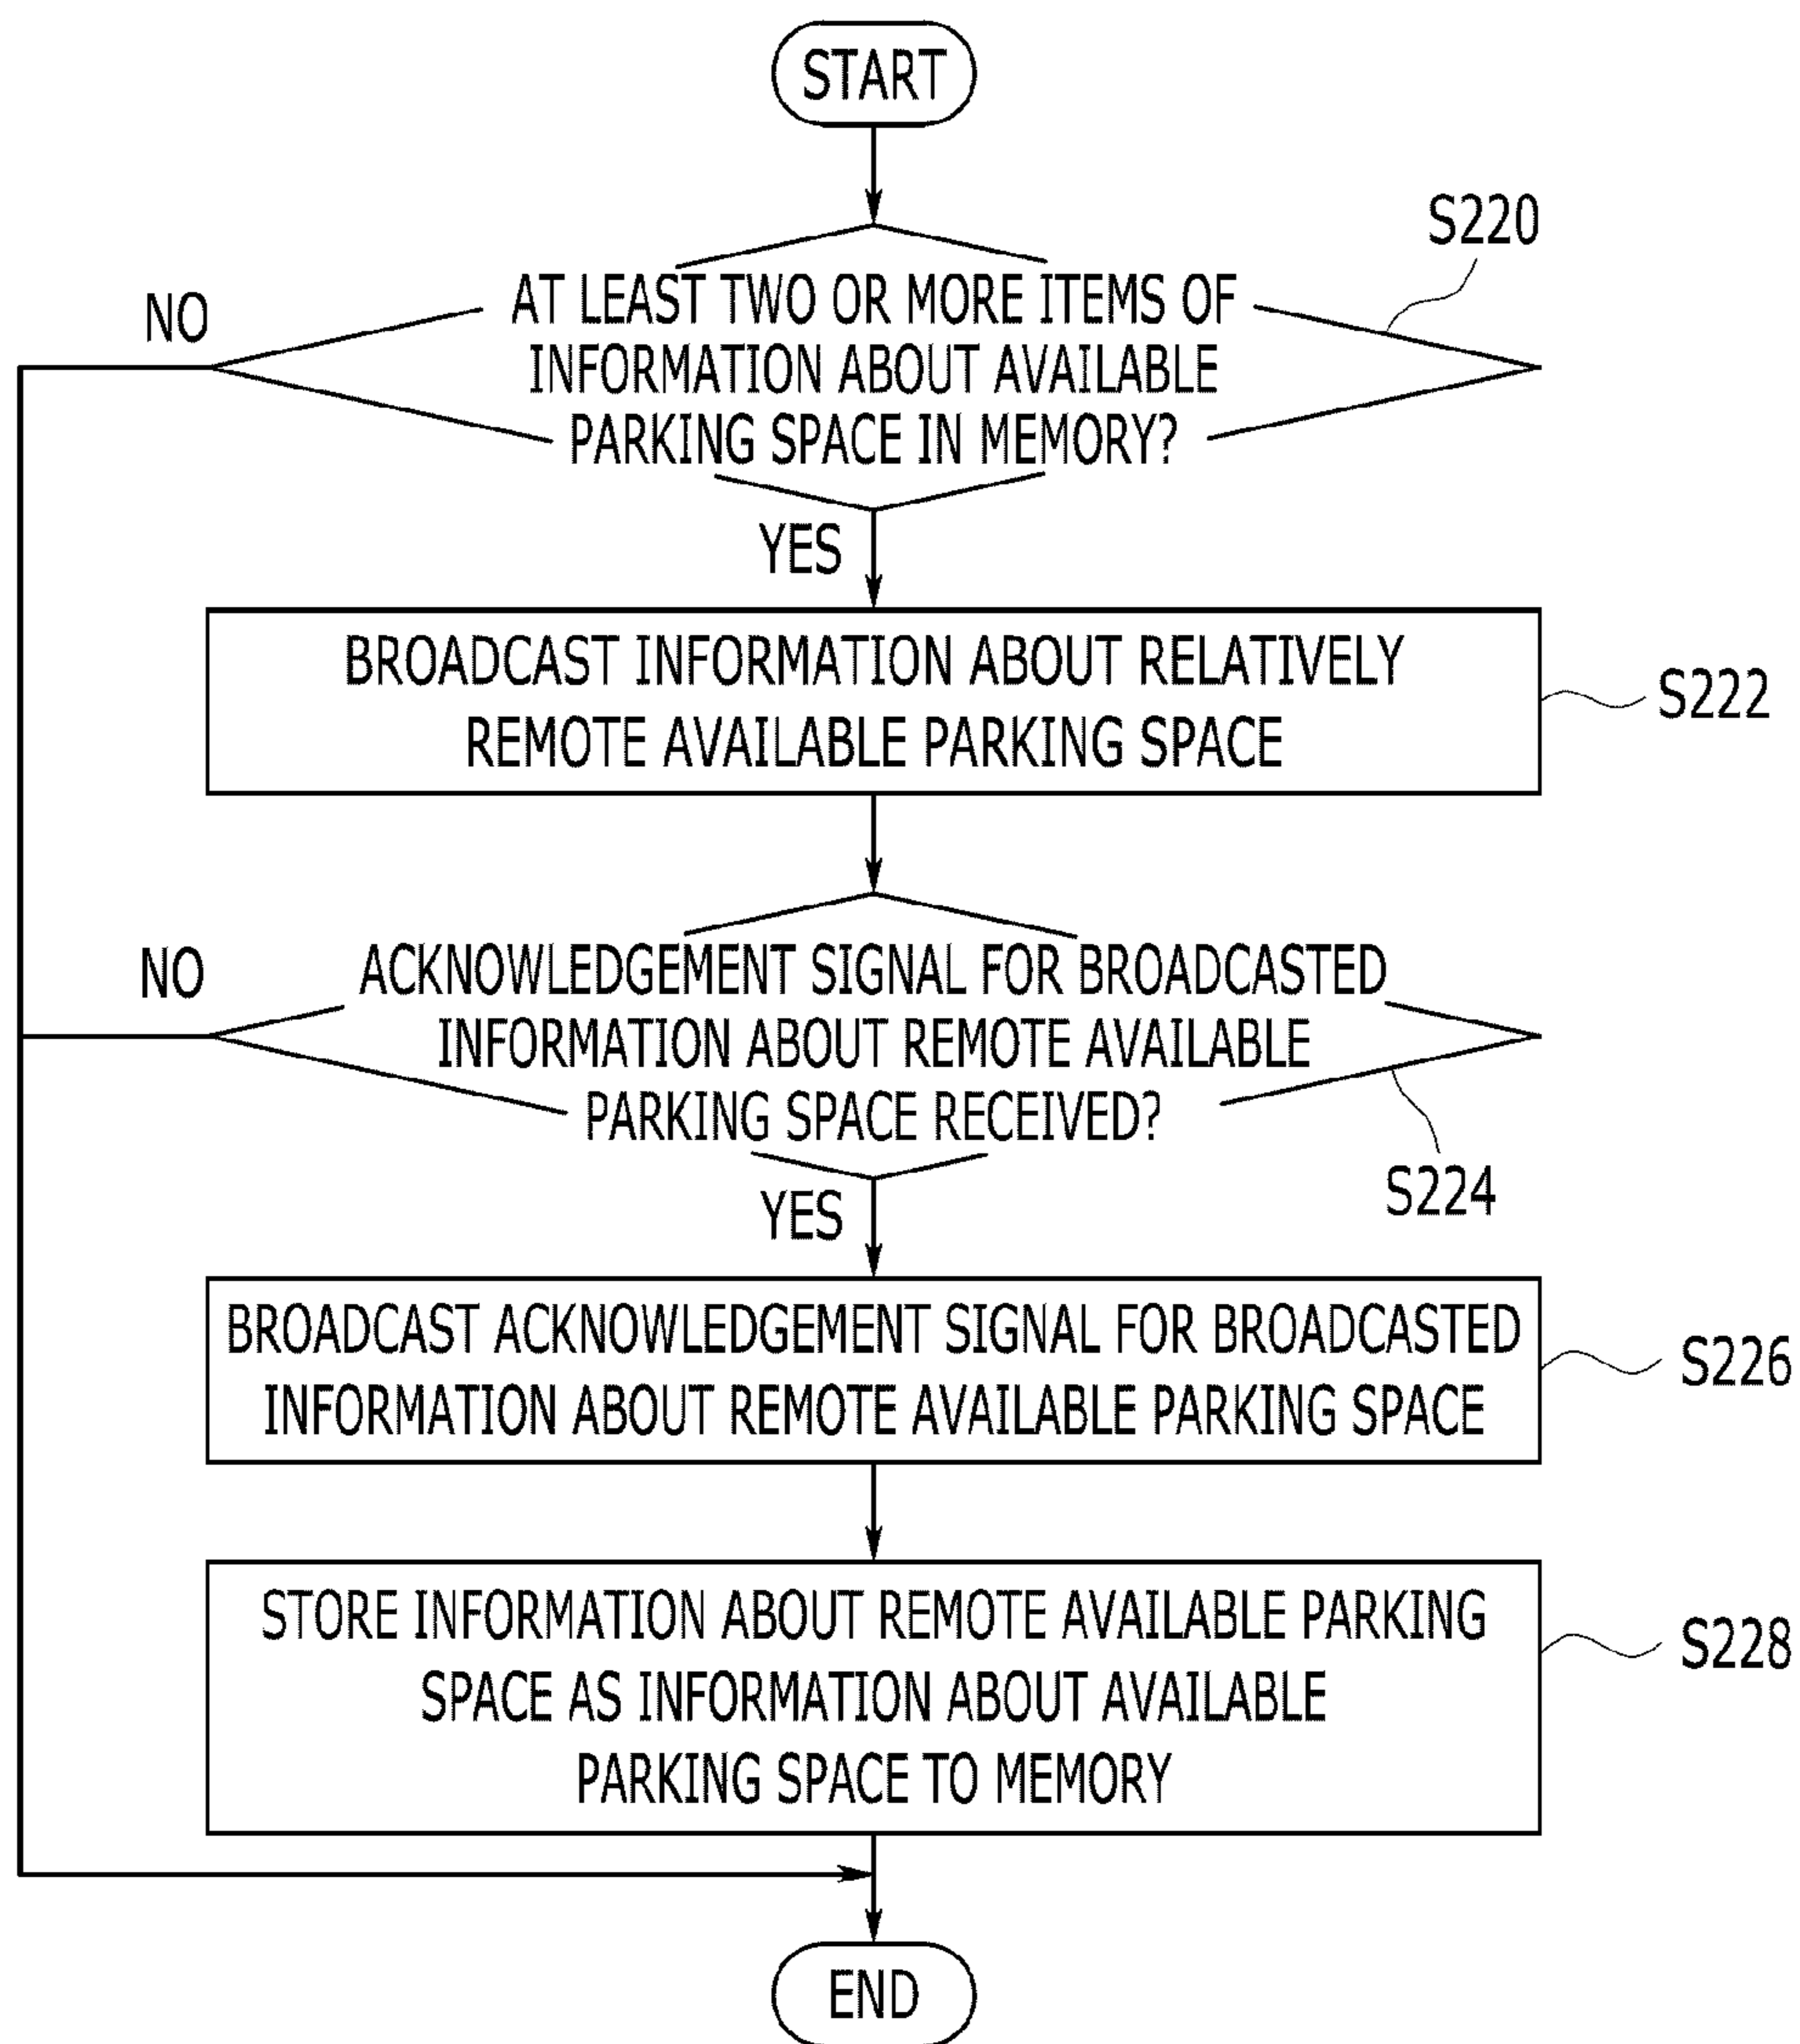 START
S220
NO
AT LEAST TWO OR MORE ITEMS OF
INFORMATION ABOUT AVAILABLE
PARKING SPACE IN MEMORY?
YES
BROADCAST INFORMATION ABOUT RELATIVELY
REMOTE AVAILABLE PARKING SPACE
S222
NO
ACKNOWLEDGEMENT SIGNAL FOR BROADCASTED
INFORMATION ABOUT REMOTE AVAILABLE
PARKING SPACE RECEIVED?
S224
YES
BROADCAST ACKNOWLEDGEMENT SIGNAL FOR BROADCASTED
INFORMATION ABOUT REMOTE AVAILABLE PARKING SPACE
S226
STORE INFORMATION ABOUT REMOTE AVAILABLE PARKING
SPACE AS INFORMATION ABOUT AVAILABLE
PARKING SPACE TO MEMORY
S228
END